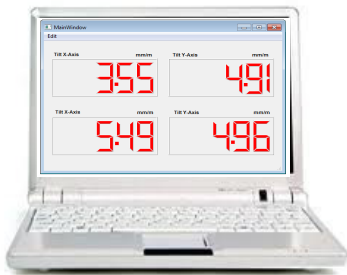 MainWindow
Edit
Tilt X-Axis mm/m Tilt Y-Axis mm/m
3.55 4.91
Tilt X-Axis mm/m Tilt Y-Axis mm/m
5.49 4.96